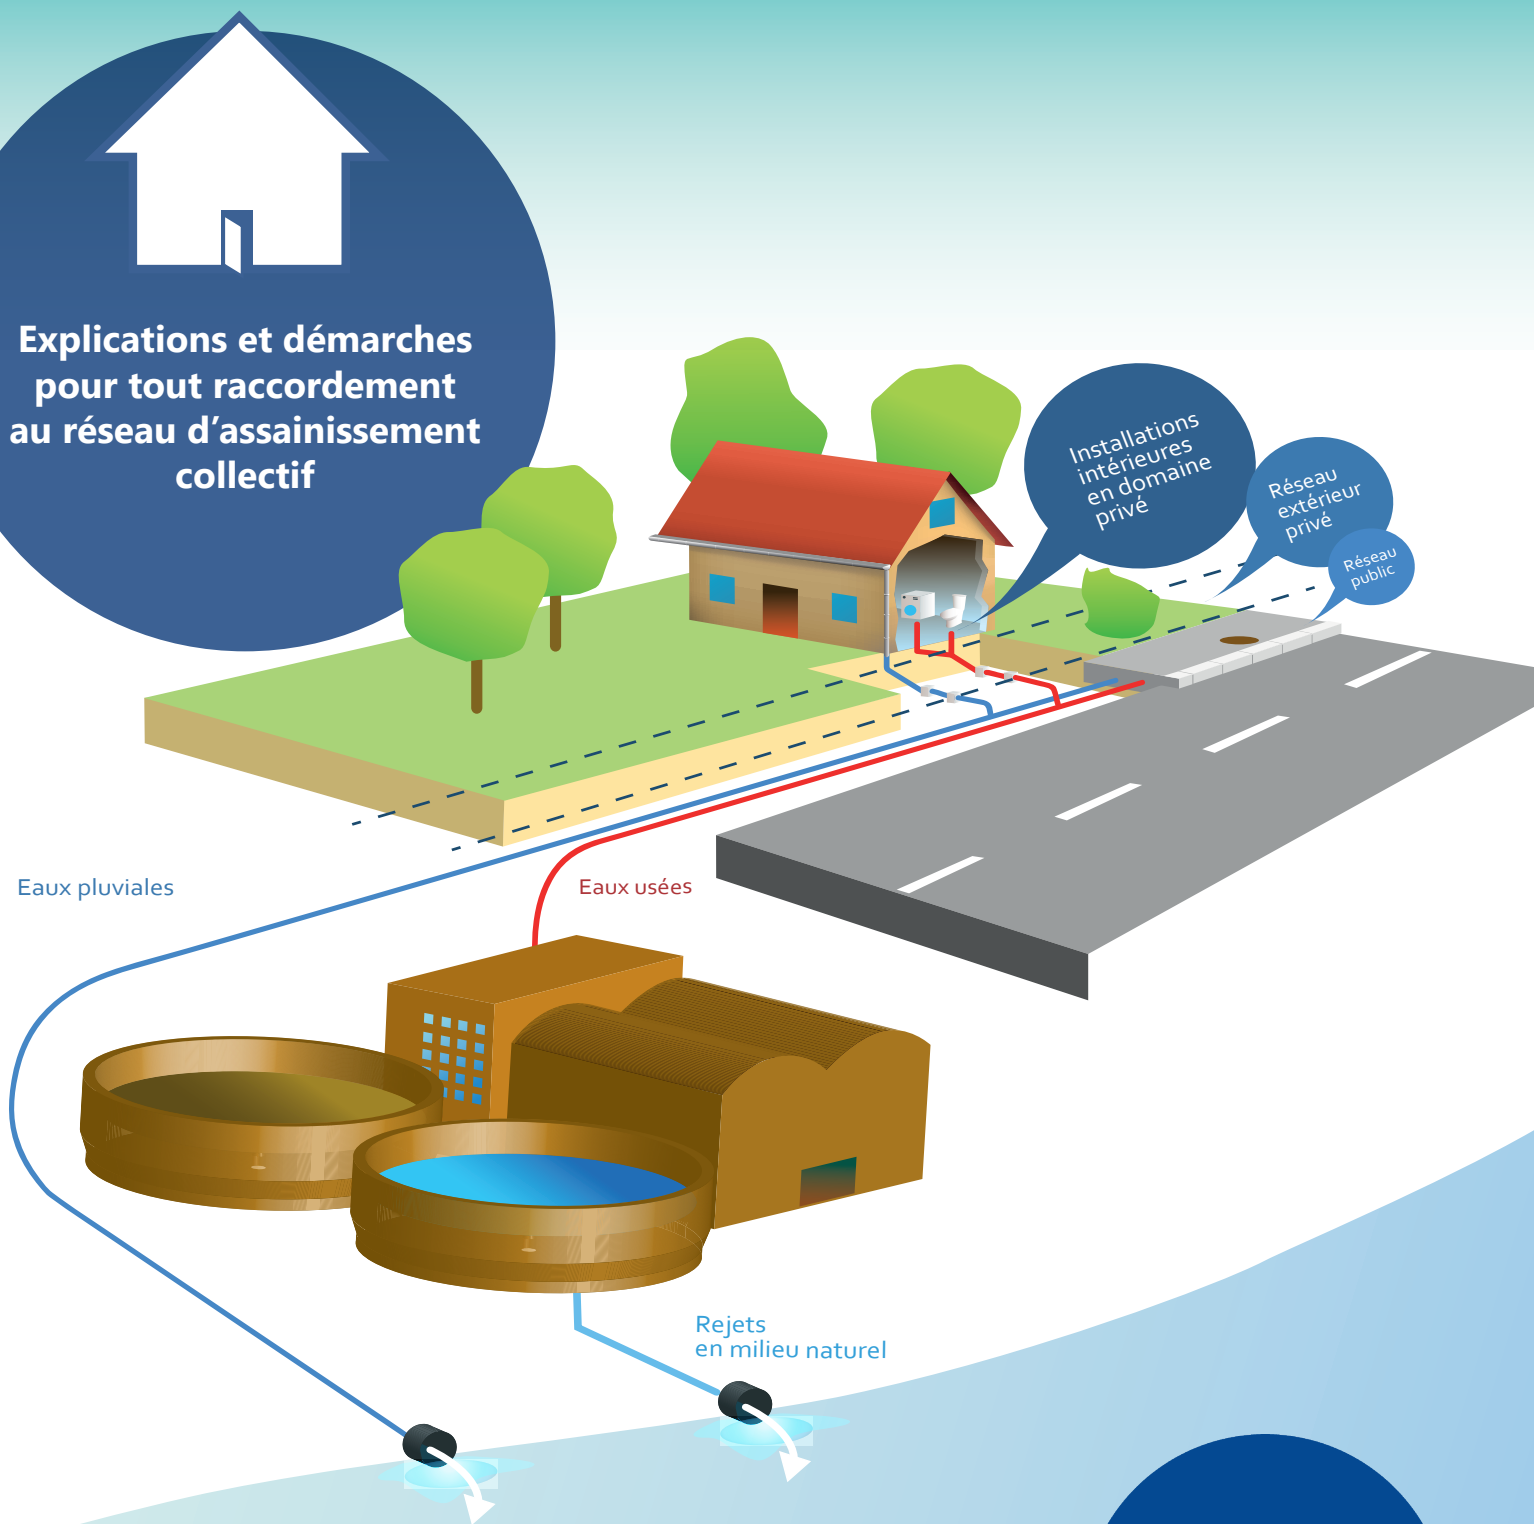 Explications et démarches
pour tout raccordement
au réseau d’assainissement
collectif
Installations
intérieures
en domaine
privé
Réseau
extérieur
privé
Réseau
public
Eaux pluviales
Eaux usées
Rejets
en milieu naturel